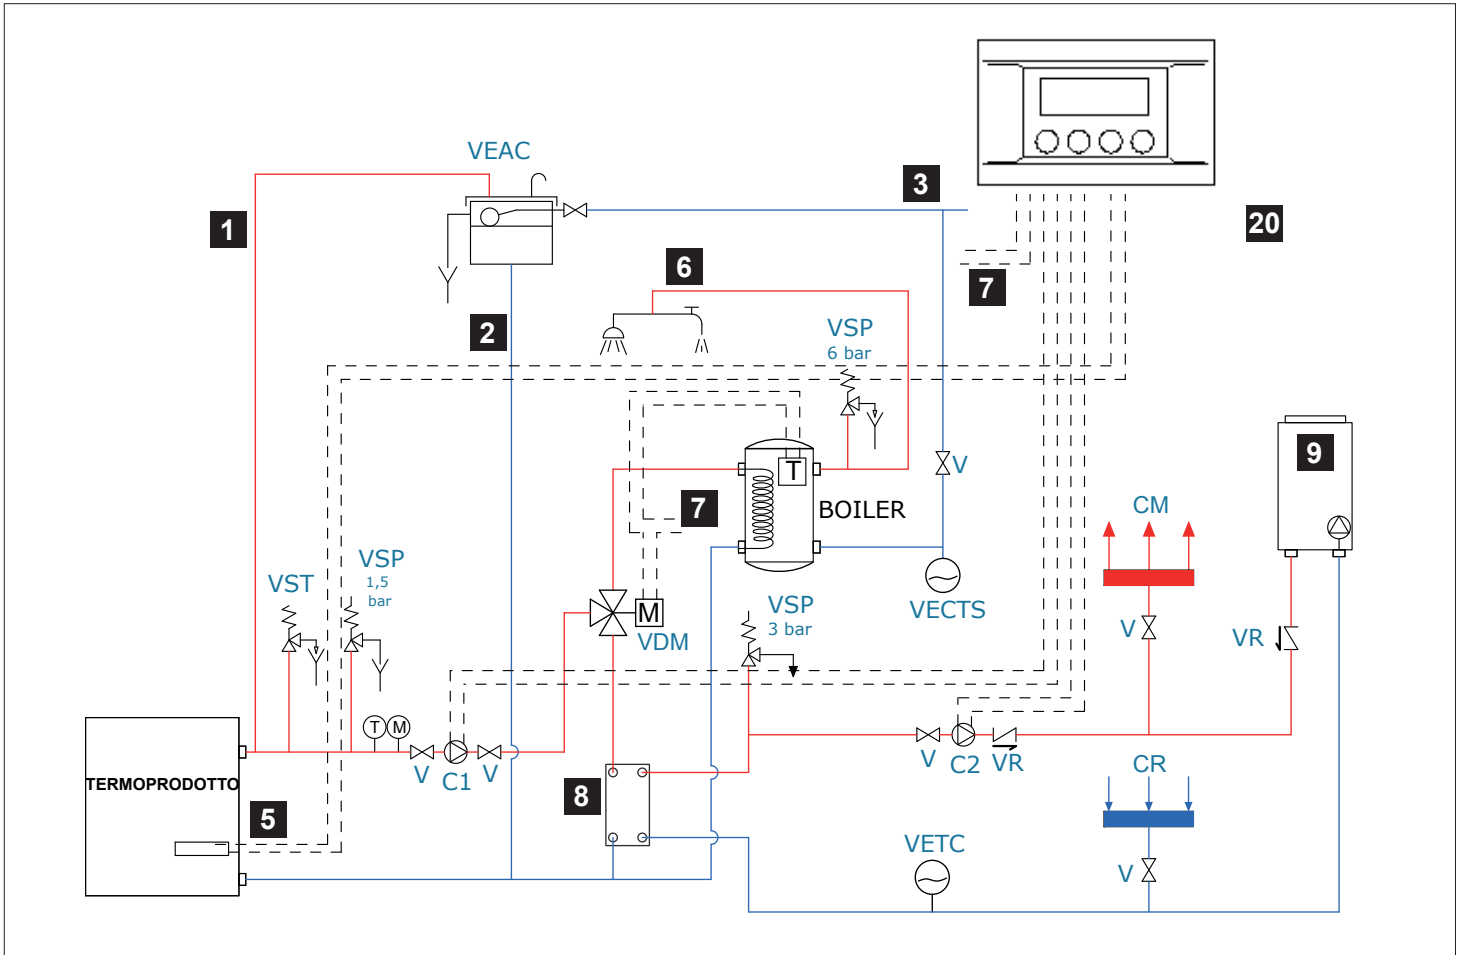 VEAC
3
1
20
7
6
2
VSP
6 bar
9
T
V
7
BOILER
CM
VST
VSP
1,5
bar
VSP
3 bar
M
VDM
VECTS
V
VR
T
M
V
C1
V
V
C2
VR
CR
TERMOPRODOTTO
8
5
VETC
V